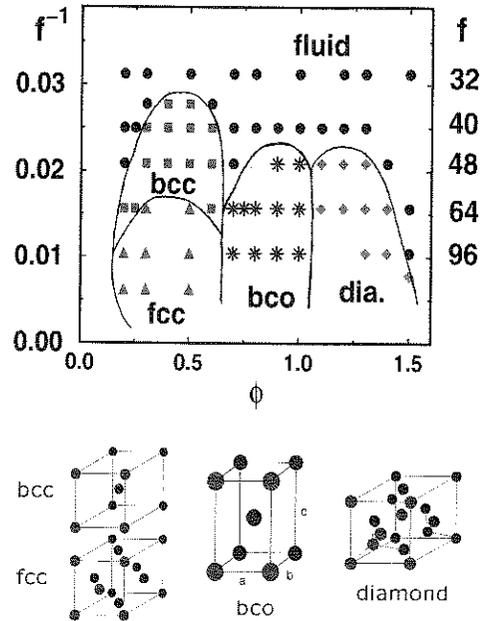 f⁻¹ f
fluid
0.03 32
40
0.02 48
bcc
64
0.01 96
fcc bco dia.
0.00
0.0 0.5 1.0 1.5
ϕ
bcc
c
fcc
a b
bco
diamond